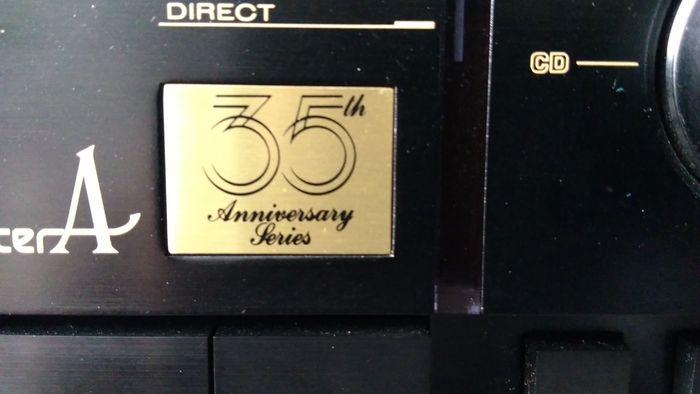 DIRECT
CD
35th
Anniversary
Series
A